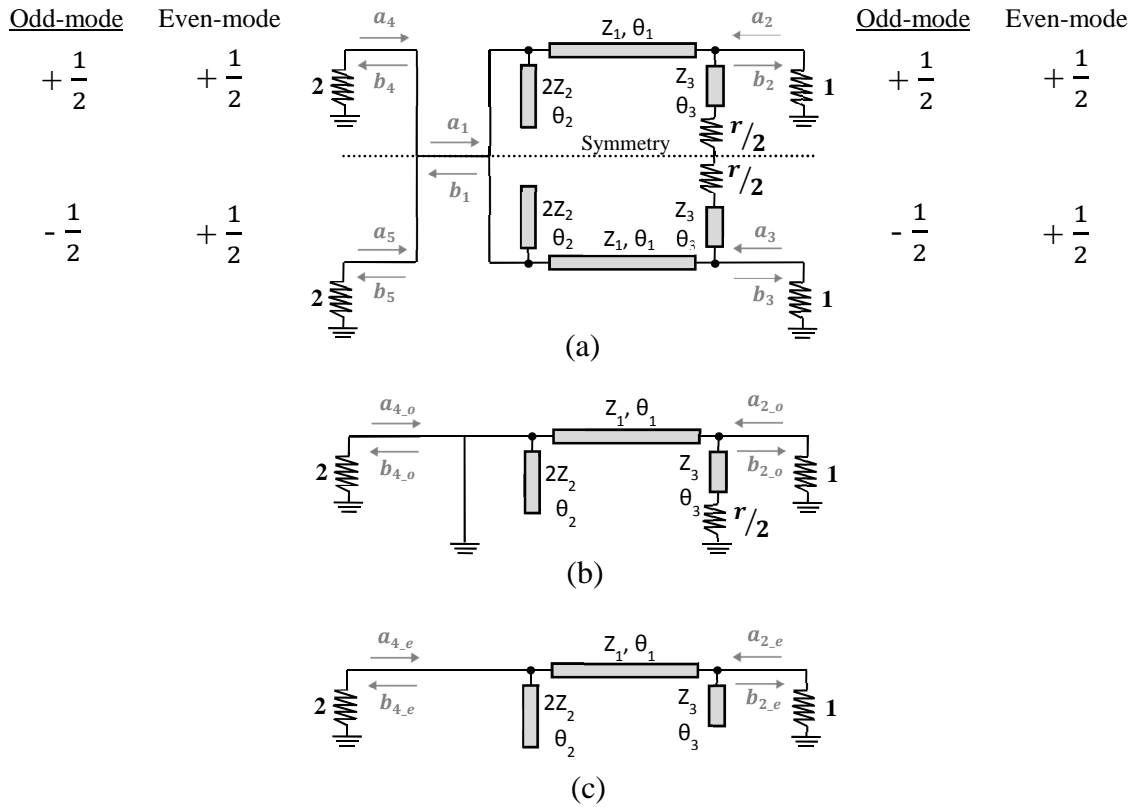 Odd-mode Even-mode
+ 1/2 + 1/2
- 1/2 + 1/2
a₄
b₄
2
a₁
b₁
a₅
b₅
2
Z₁, θ₁
2Z₂
θ₂
Z₃
θ₃
r/2
Symmetry
r/2
2Z₂
θ₂
Z₃
θ₃
Z₁, θ₁
a₂
b₂
1
a₃
b₃
1
Odd-mode Even-mode
+ 1/2 + 1/2
- 1/2 + 1/2
(a)
a₄_ₒ
b₄_ₒ
2
Z₁, θ₁
2Z₂
θ₂
Z₃
θ₃
r/2
a₂_ₒ
b₂_ₒ
1
(b)
a₄_ₑ
b₄_ₑ
2
Z₁, θ₁
2Z₂
θ₂
Z₃
θ₃
a₂_ₑ
b₂_ₑ
1
(c)